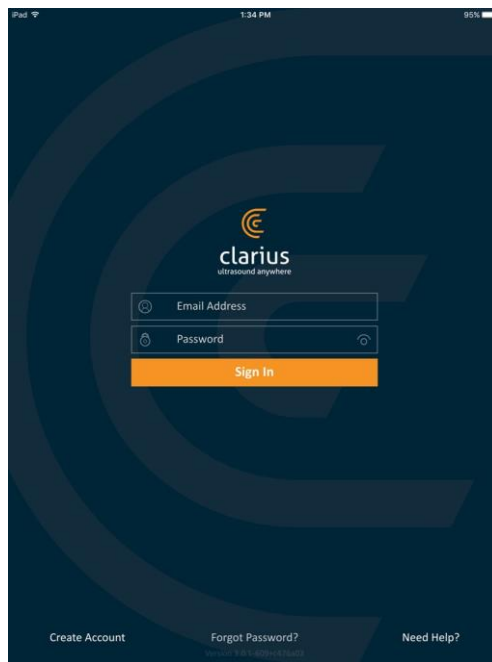 iPad 1:34 PM 95%
clarius
ultrasound anywhere
Email Address
Password
Sign In
Create Account Forgot Password? Need Help?